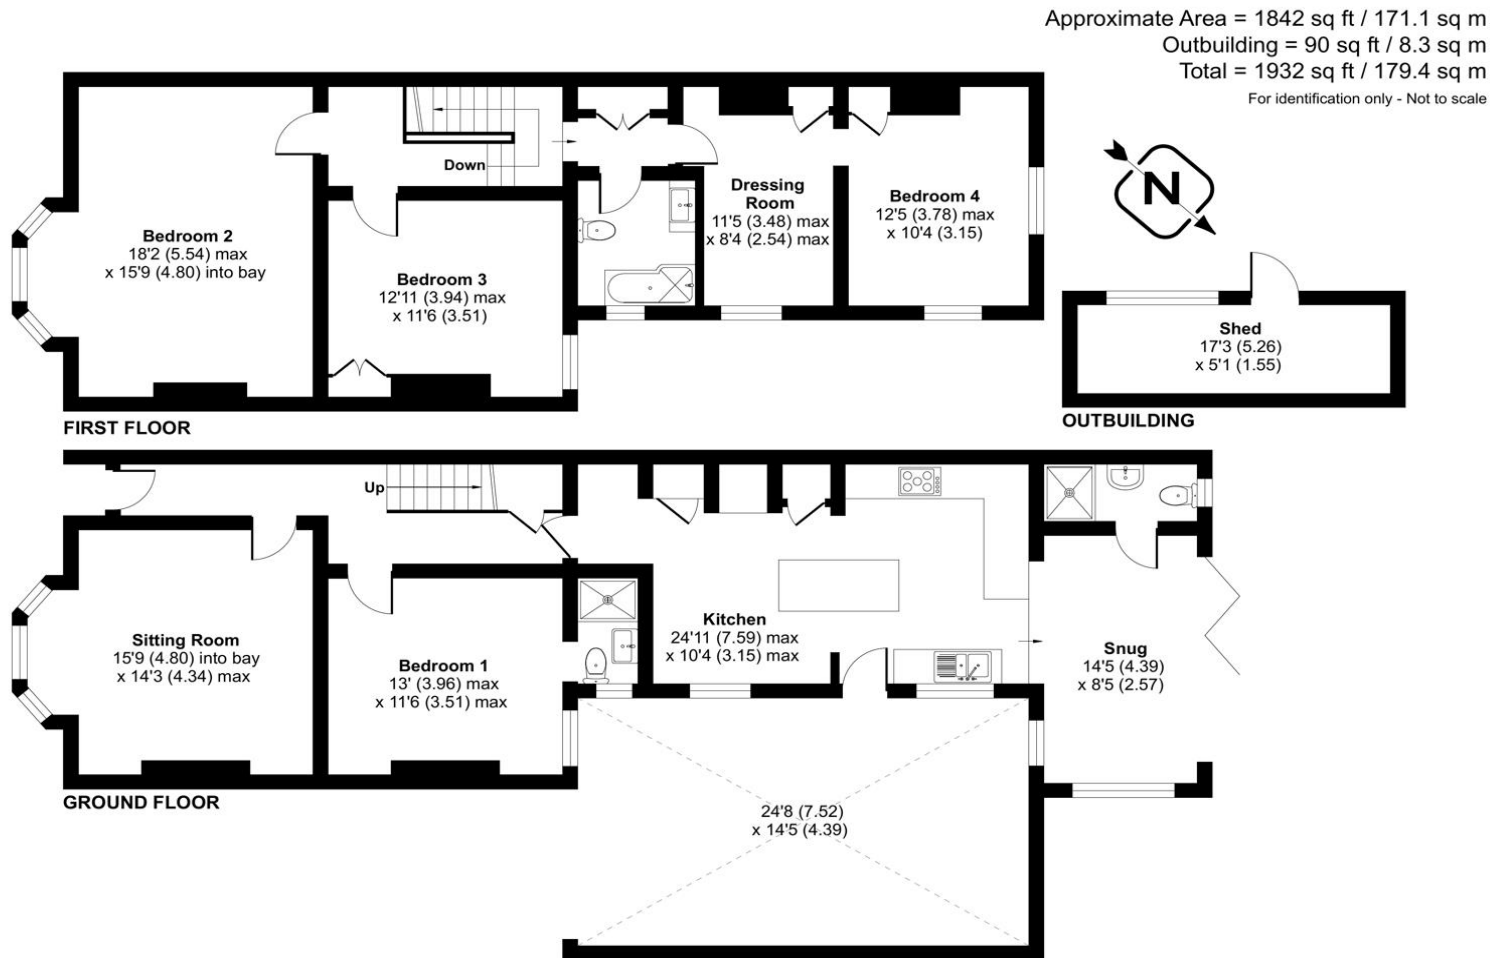 Approximate Area = 1842 sq ft / 171.1 sq m
Outbuilding = 90 sq ft / 8.3 sq m
Total = 1932 sq ft / 179.4 sq m
For identification only - Not to scale
N
Down
Bedroom 2
18'2 (5.54) max
x 15'9 (4.80) into bay
Bedroom 3
12'11 (3.94) max
x 11'6 (3.51)
Dressing
Room
11'5 (3.48) max
x 8'4 (2.54) max
Bedroom 4
12'5 (3.78) max
x 10'4 (3.15)
Shed
17'3 (5.26)
x 5'1 (1.55)
FIRST FLOOR
OUTBUILDING
Up
Sitting Room
15'9 (4.80) into bay
x 14'3 (4.34) max
Bedroom 1
13' (3.96) max
x 11'6 (3.51) max
Kitchen
24'11 (7.59) max
x 10'4 (3.15) max
Snug
14'5 (4.39)
x 8'5 (2.57)
GROUND FLOOR
24'8 (7.52)
x 14'5 (4.39)